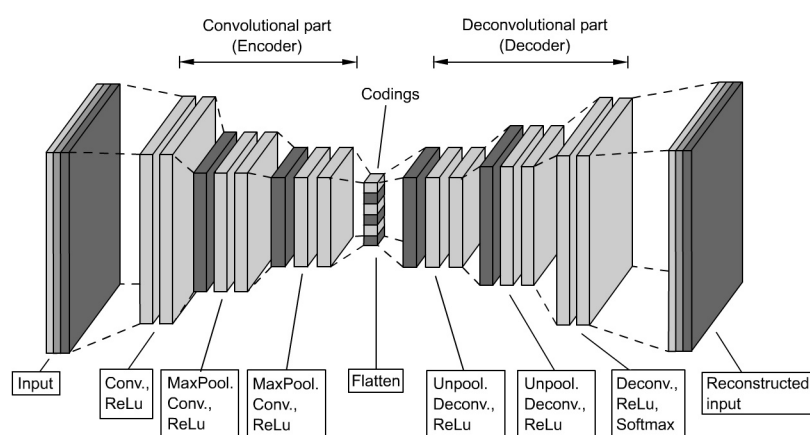 Convolutional part
(Encoder)
Deconvolutional part
(Decoder)
Codings
Input
Conv.,
ReLu
MaxPool.
Conv.,
ReLu
MaxPool.
Conv.,
ReLu
Flatten
Unpool.
Deconv.,
ReLu
Unpool.
Deconv.,
ReLu
Deconv.,
ReLu,
Softmax
Reconstructed
input